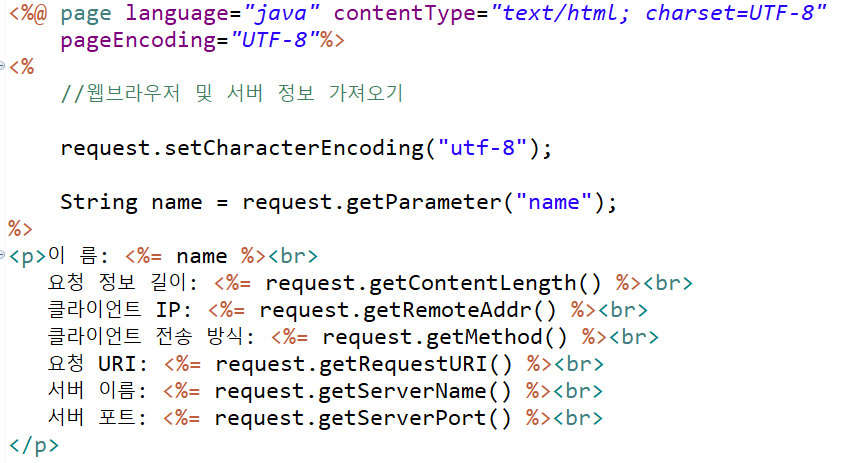 <%@ page language="java" contentType="text/html; charset=UTF-8"
    pageEncoding="UTF-8"%>
<%
    //웹브라우저 및 서버 정보 가져오기
    request.setCharacterEncoding("utf-8");
    String name = request.getParameter("name");
%>
<p>이 름: <%= name %><br>
   요청 정보 길이: <%= request.getContentLength() %><br>
   클라이언트 IP: <%= request.getRemoteAddr() %><br>
   클라이언트 전송 방식: <%= request.getMethod() %><br>
   요청 URI: <%= request.getRequestURI() %><br>
   서버 이름: <%= request.getServerName() %><br>
   서버 포트: <%= request.getServerPort() %><br>
</p>